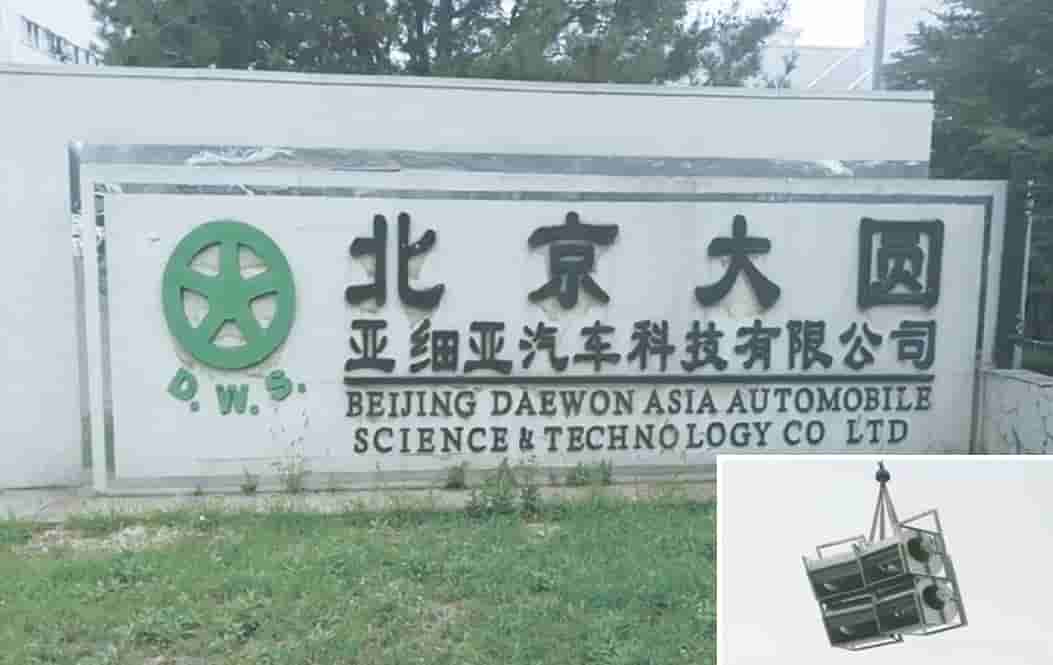 北京大圆
亚细亚汽车科技有限公司
BEIJING DAEWON ASIA AUTOMOBILE
SCIENCE & TECHNOLOGY CO LTD
D.W.S.